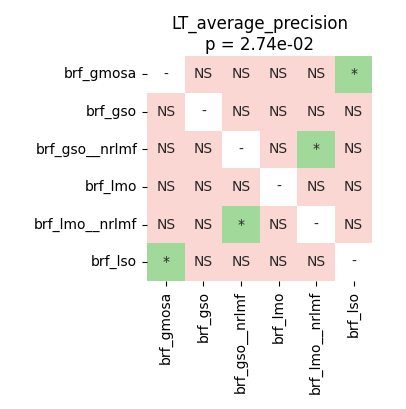 LT_average_precision
p = 2.74e-02
brf_gmosa - NS NS NS NS *
brf_gso NS - NS NS NS NS
brf_gso__nrlmf NS NS - NS * NS
brf_lmo NS NS NS - NS NS
brf_lmo__nrlmf NS NS * NS - NS
brf_lso * NS NS NS NS -
brf_gmosa
brf_gso
brf_gso__nrlmf
brf_lmo
brf_lmo__nrlmf
brf_lso